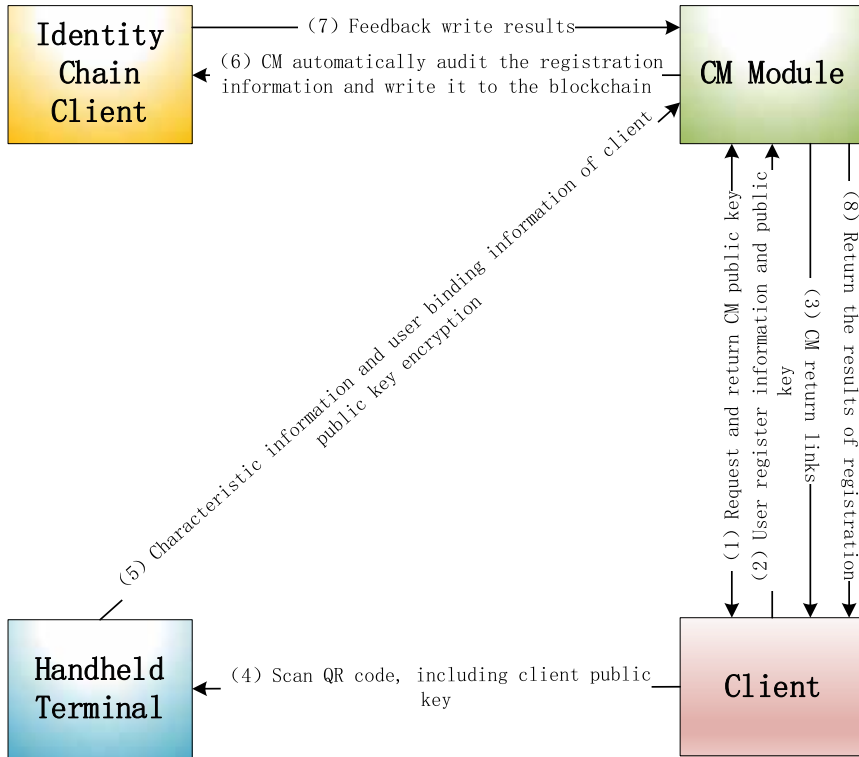 Identity
Chain
Client
(7) Feedback write results
(6) CM automatically audit the registration
information and write it to the blockchain
CM Module
(5) Characteristic information and user binding information of client
public key encryption
(1) Request and return CM public key
(2) User register information and public
key
(3) CM return links
(8) Return the results of registration
Handheld
Terminal
(4) Scan QR code, including client public
key
Client